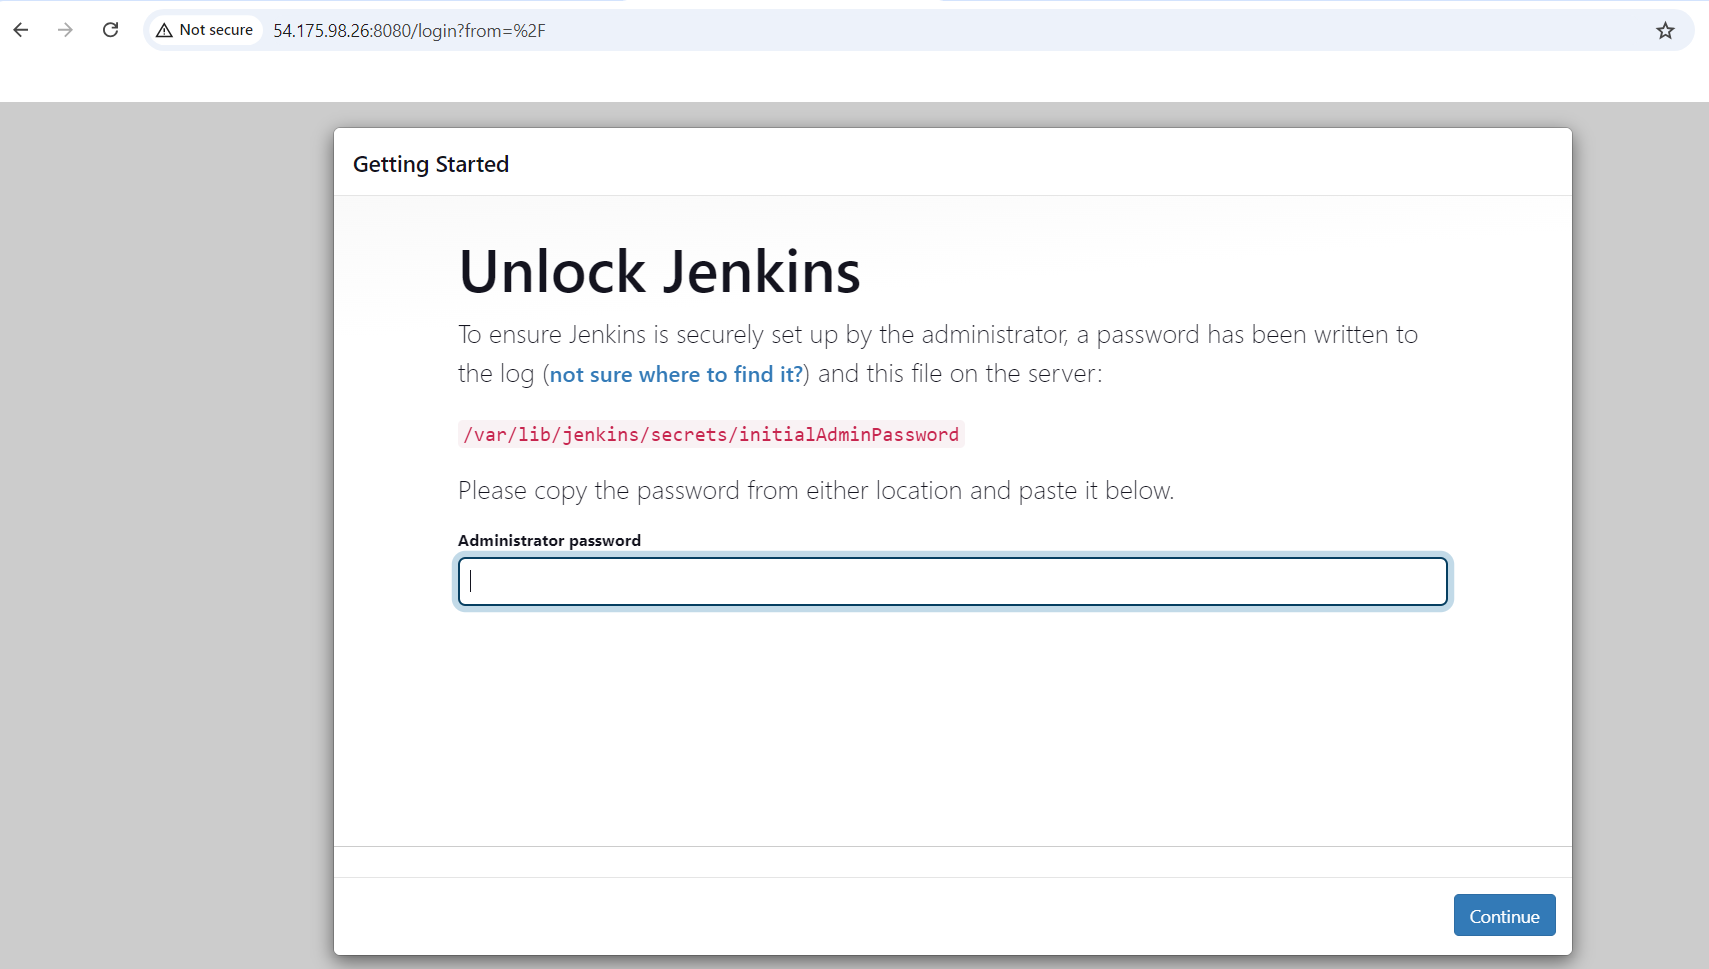 Not secure 54.175.98.26:8080/login?from=%2F
Getting Started
Unlock Jenkins
To ensure Jenkins is securely set up by the administrator, a password has been written to
the log (not sure where to find it?) and this file on the server:
/var/lib/jenkins/secrets/initialAdminPassword
Please copy the password from either location and paste it below.
Administrator password
Continue